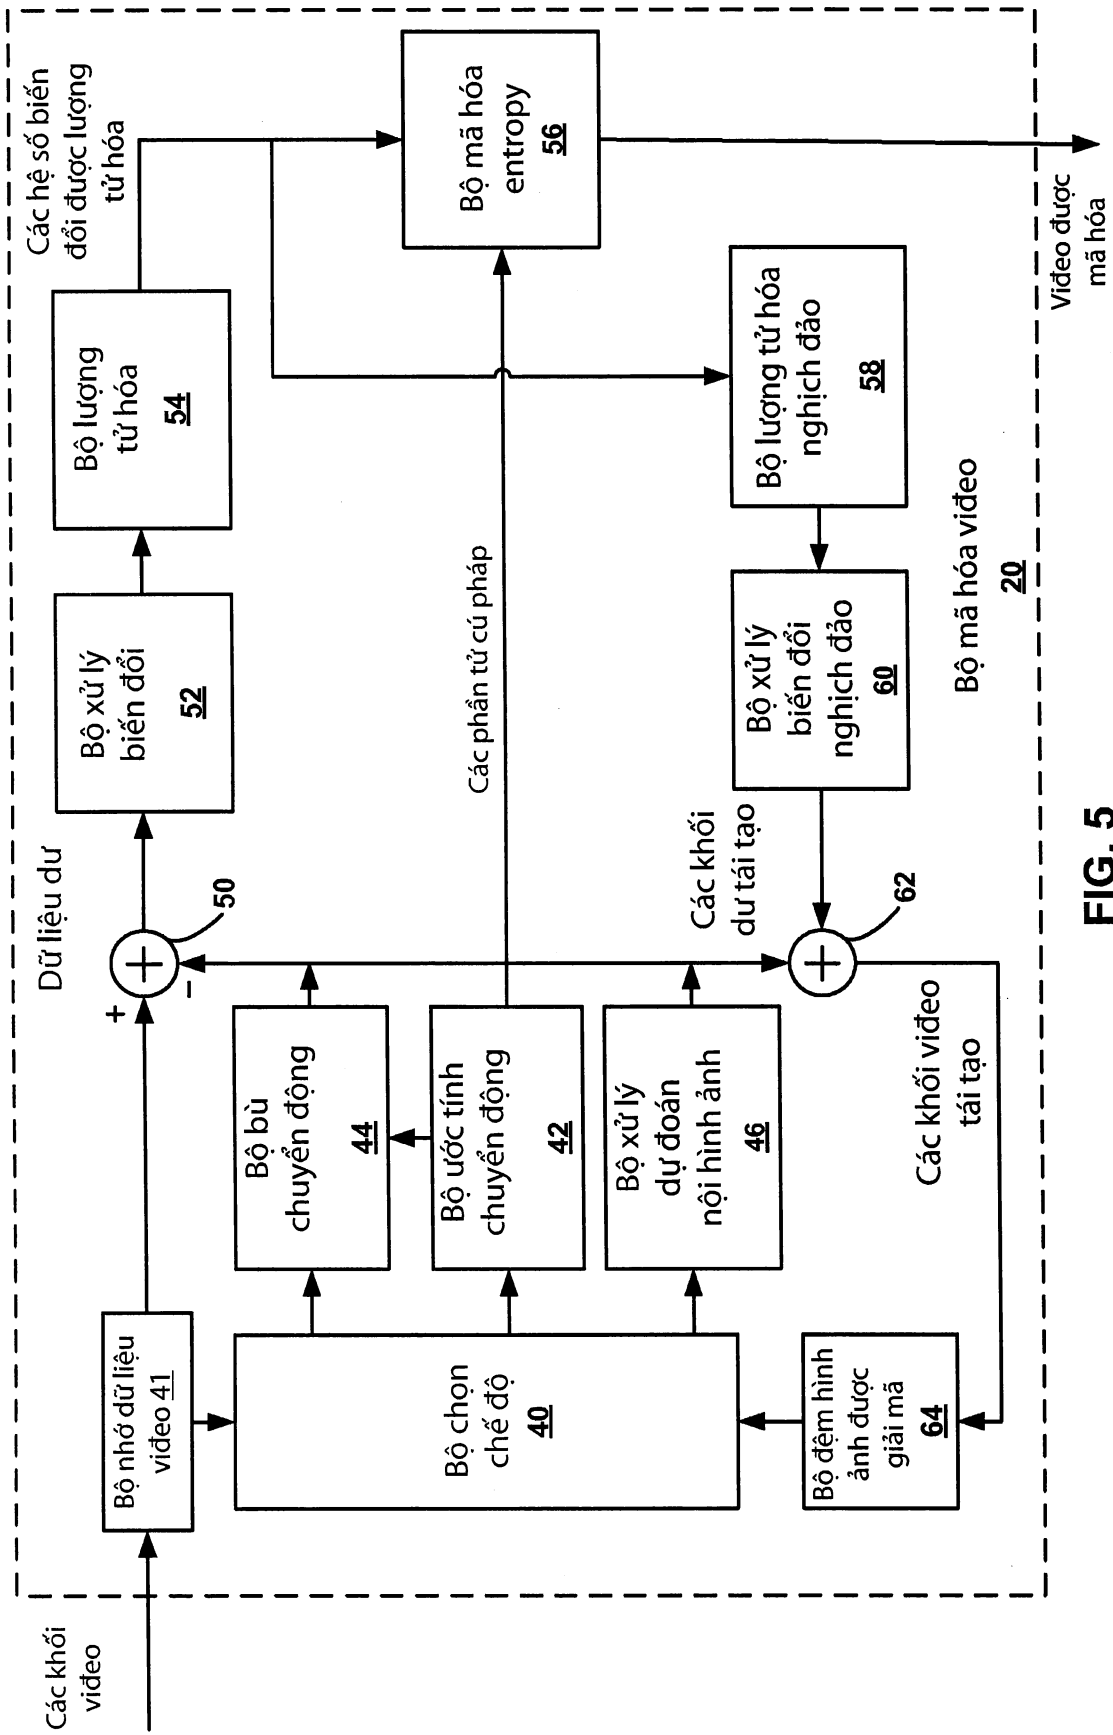 Các khối
video
Bộ nhớ dữ liệu
video 41
Bộ chọn
chế độ
40
Bộ đệm hình
ảnh được
giải mã
64
Bộ bù
chuyển động
44
Bộ ước tính
chuyển động
42
Bộ xử lý
dự đoán
nội hình ảnh
46
Các khối video
tái tạo
+
-
50
Dữ liệu dư
Bộ xử lý
biến đổi
52
Bộ lượng
tử hóa
54
Các hệ số biến
đổi được lượng
tử hóa
Các phần tử cú pháp
Bộ mã hóa
entropy
56
Bộ lượng tử hóa
nghịch đảo
58
Bộ xử lý
biến đổi
nghịch đảo
60
Các khối
dư tái tạo
62
Bộ mã hóa video
20
Video được
mã hóa
FIG. 5